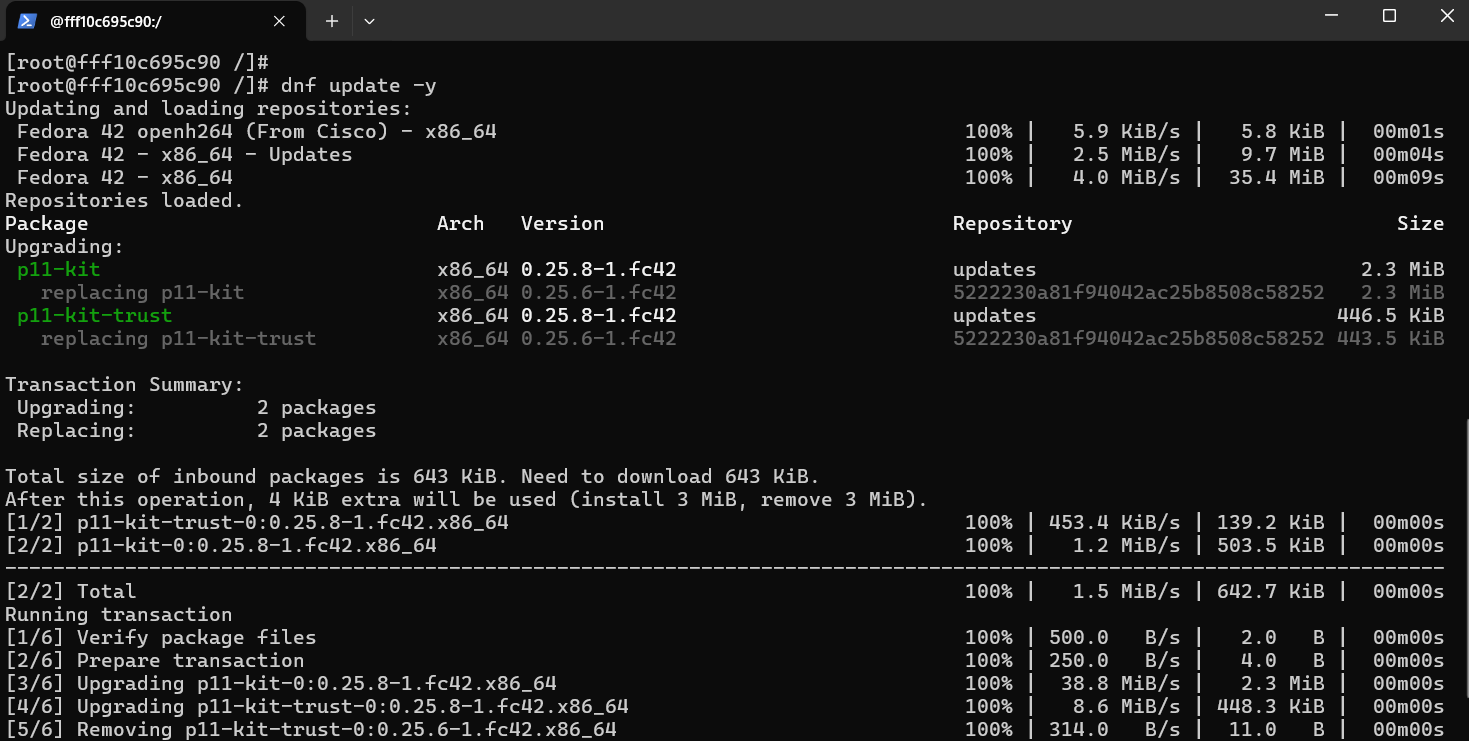 @fff10c695c90:/
[root@fff10c695c90 /]#
[root@fff10c695c90 /]# dnf update -y
Updating and loading repositories:
 Fedora 42 openh264 (From Cisco) - x86_64 100% | 5.9 KiB/s | 5.8 KiB | 00m01s
 Fedora 42 - x86_64 - Updates 100% | 2.5 MiB/s | 9.7 MiB | 00m04s
 Fedora 42 - x86_64 100% | 4.0 MiB/s | 35.4 MiB | 00m09s
Repositories loaded.
Package Arch Version Repository Size
Upgrading:
 p11-kit x86_64 0.25.8-1.fc42 updates 2.3 MiB
   replacing p11-kit x86_64 0.25.6-1.fc42 5222230a81f94042ac25b8508c58252 2.3 MiB
 p11-kit-trust x86_64 0.25.8-1.fc42 updates 446.5 KiB
   replacing p11-kit-trust x86_64 0.25.6-1.fc42 5222230a81f94042ac25b8508c58252 443.5 KiB
Transaction Summary:
 Upgrading: 2 packages
 Replacing: 2 packages
Total size of inbound packages is 643 KiB. Need to download 643 KiB.
After this operation, 4 KiB extra will be used (install 3 MiB, remove 3 MiB).
[1/2] p11-kit-trust-0:0.25.8-1.fc42.x86_64 100% | 453.4 KiB/s | 139.2 KiB | 00m00s
[2/2] p11-kit-0:0.25.8-1.fc42.x86_64 100% | 1.2 MiB/s | 503.5 KiB | 00m00s
------------------------------------------------------------------------------------------------------------------------
[2/2] Total 100% | 1.5 MiB/s | 642.7 KiB | 00m00s
Running transaction
[1/6] Verify package files 100% | 500.0 B/s | 2.0 B | 00m00s
[2/6] Prepare transaction 100% | 250.0 B/s | 4.0 B | 00m00s
[3/6] Upgrading p11-kit-0:0.25.8-1.fc42.x86_64 100% | 38.8 MiB/s | 2.3 MiB | 00m00s
[4/6] Upgrading p11-kit-trust-0:0.25.8-1.fc42.x86_64 100% | 8.6 MiB/s | 448.3 KiB | 00m00s
[5/6] Removing p11-kit-trust-0:0.25.6-1.fc42.x86_64 100% | 314.0 B/s | 11.0 B | 00m00s